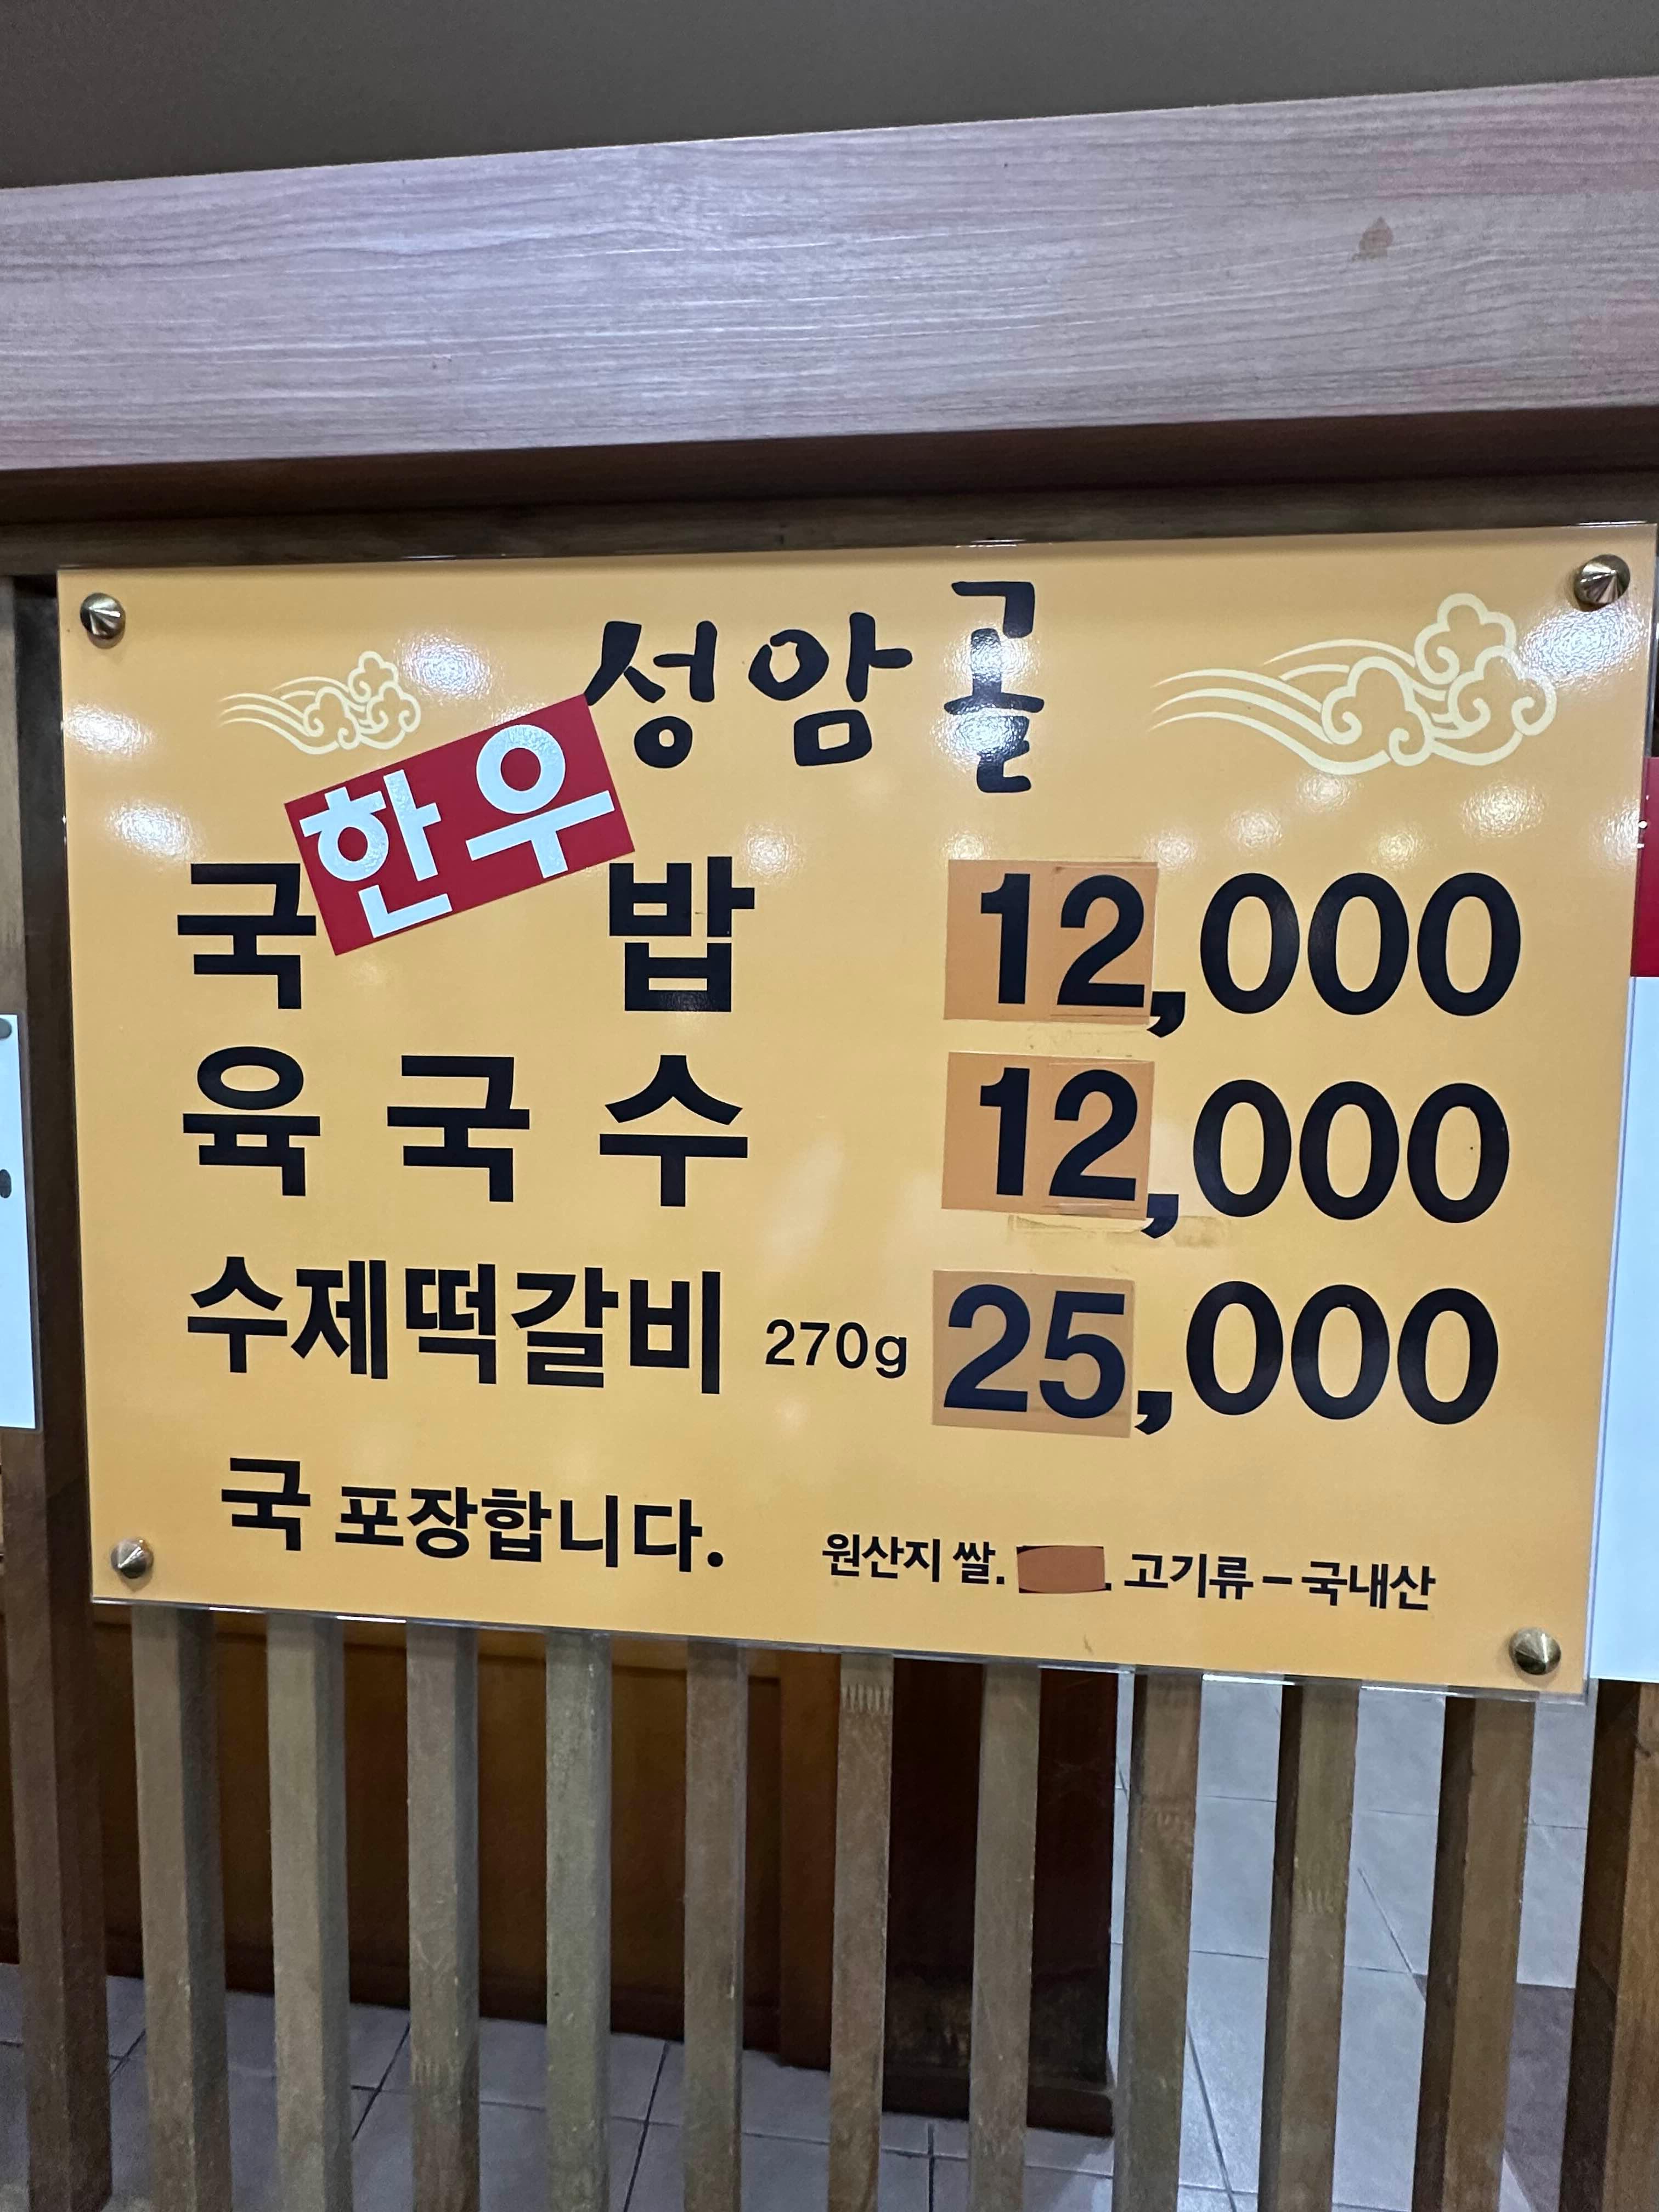 성암골
한우
국 밥 12,000
육 국 수 12,000
수제떡갈비 270g 25,000
국 포장합니다.
원산지 쌀. . 고기류-국내산